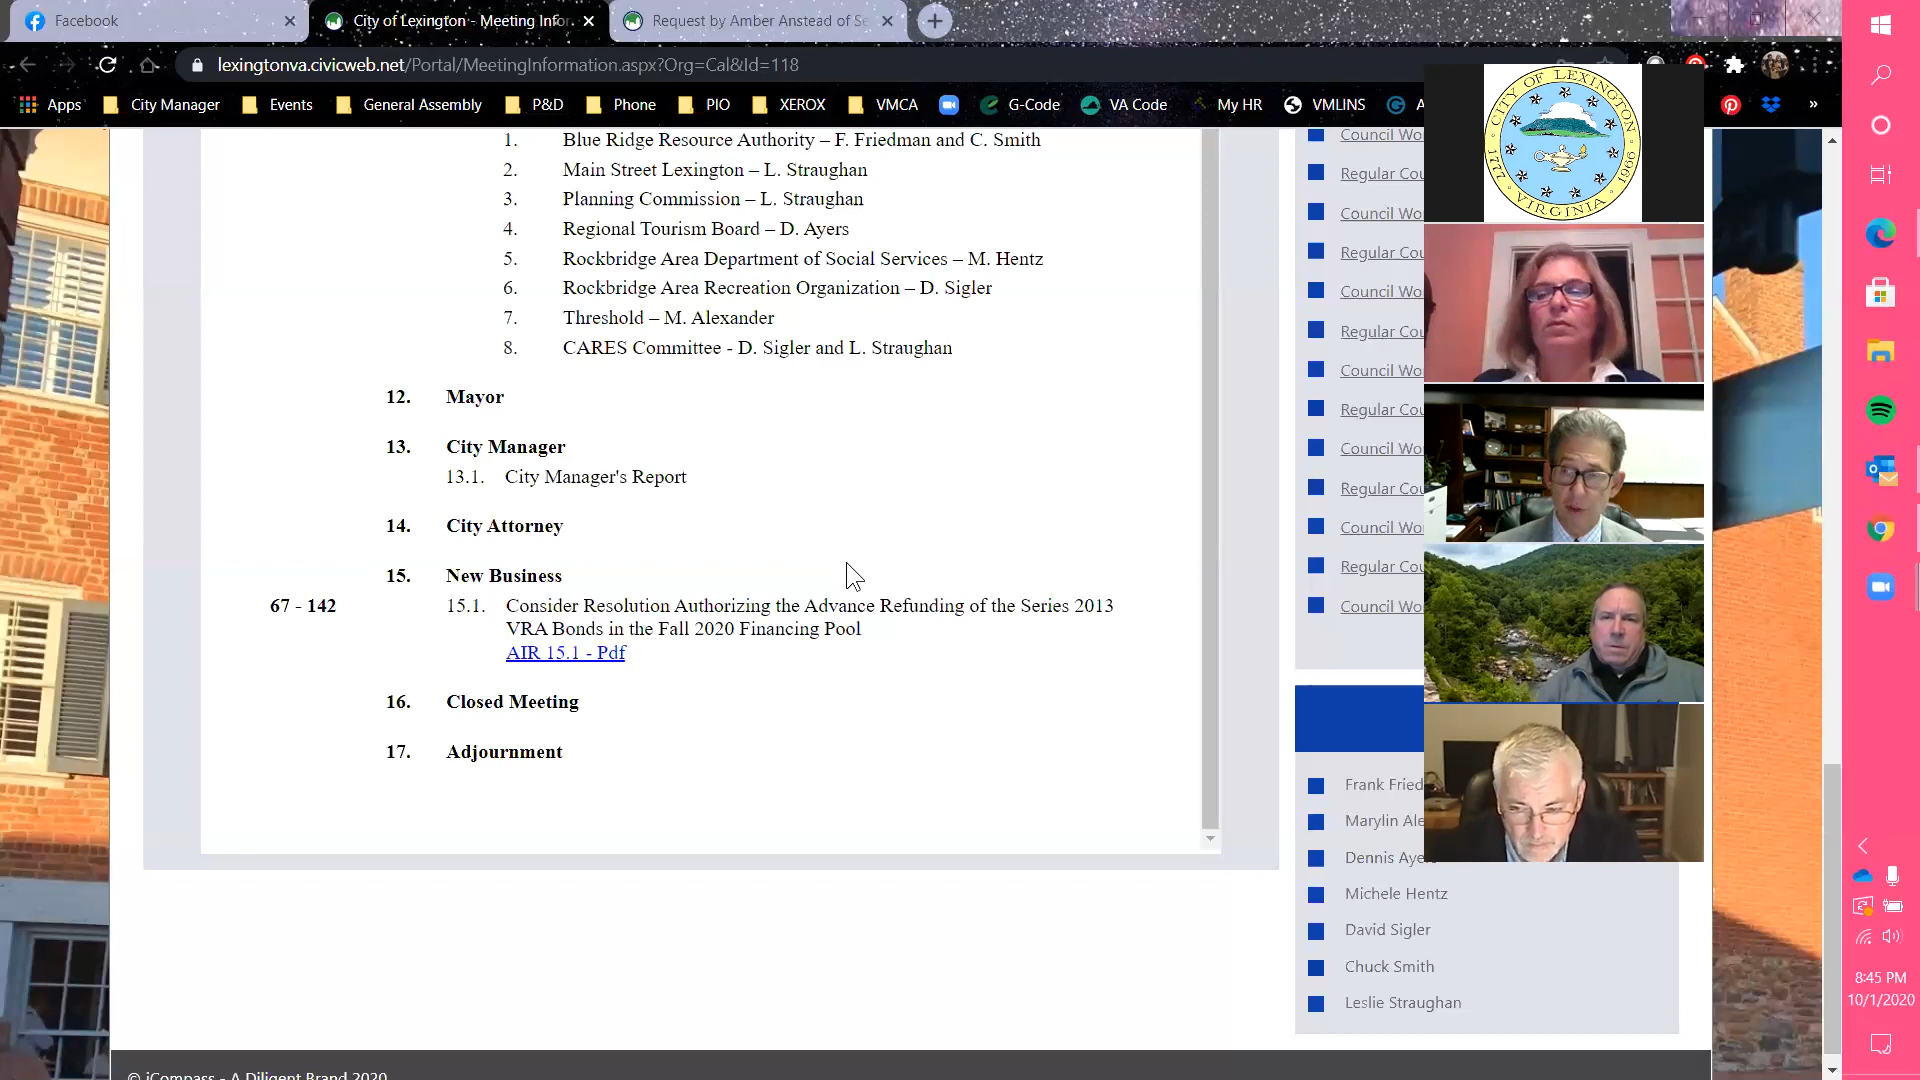 Facebook
City of Lexington - Meeting Infor
Request by Amber Anstead of Se
lexingtonva.civicweb.net/Portal/MeetingInformation.aspx?Org=Cal&Id=118
Apps
City Manager
Events
General Assembly
P&D
Phone
PIO
XEROX
VMCA
G-Code
VA Code
My HR
VMLINS
A
»
1. Blue Ridge Resource Authority – F. Friedman and C. Smith
2. Main Street Lexington – L. Straughan
3. Planning Commission – L. Straughan
4. Regional Tourism Board – D. Ayers
5. Rockbridge Area Department of Social Services – M. Hentz
6. Rockbridge Area Recreation Organization – D. Sigler
7. Threshold – M. Alexander
8. CARES Committee - D. Sigler and L. Straughan
12. Mayor
13. City Manager
13.1. City Manager's Report
14. City Attorney
15. New Business
67 - 142 15.1. Consider Resolution Authorizing the Advance Refunding of the Series 2013
VRA Bonds in the Fall 2020 Financing Pool
AIR 15.1 - Pdf
16. Closed Meeting
17. Adjournment
Council Wo
Regular Cou
Council Wo
Regular Cou
Council Wo
Regular Cou
Council Wo
Regular Cou
Council Wo
Regular Cou
Council Wo
Regular Cou
Council Wo
Frank Fried
Marylin Ale
Dennis Aye
Michele Hentz
David Sigler
Chuck Smith
Leslie Straughan
CITY OF LEXINGTON
1777 VIRGINIA 1966
8:45 PM
10/1/2020
© iCompass - A Diligent Brand 2020